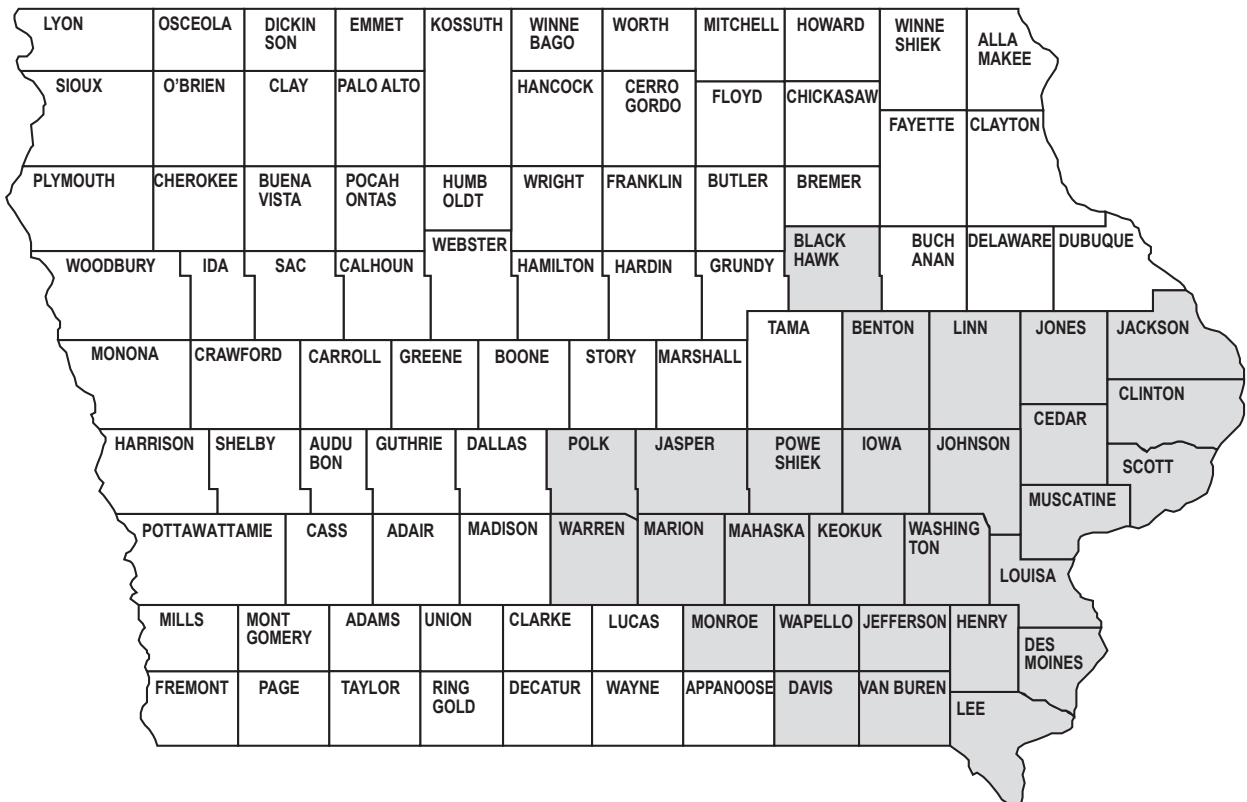 LYON
OSCEOLA
DICKIN
SON
EMMET
KOSSUTH
WINNE
BAGO
WORTH
MITCHELL
HOWARD
WINNE
SHIEK
ALLA
MAKEE
SIOUX
O'BRIEN
CLAY
PALO ALTO
HANCOCK
CERRO
GORDO
FLOYD
CHICKASAW
FAYETTE
CLAYTON
PLYMOUTH
CHEROKEE
BUENA
VISTA
POCAH
ONTAS
HUMB
OLDT
WRIGHT
FRANKLIN
BUTLER
BREMER
WEBSTER
BLACK
HAWK
BUCH
ANAN
DELAWARE
DUBUQUE
WOODBURY
IDA
SAC
CALHOUN
HAMILTON
HARDIN
GRUNDY
TAMA
BENTON
LINN
JONES
JACKSON
MONONA
CRAWFORD
CARROLL
GREENE
BOONE
STORY
MARSHALL
CLINTON
CEDAR
HARRISON
SHELBY
AUDU
BON
GUTHRIE
DALLAS
POLK
JASPER
POWE
SHIEK
IOWA
JOHNSON
SCOTT
MUSCATINE
POTTAWATTAMIE
CASS
ADAIR
MADISON
WARREN
MARION
MAHASKA
KEOKUK
WASHING
TON
LOUISA
MILLS
MONT
GOMERY
ADAMS
UNION
CLARKE
LUCAS
MONROE
WAPELLO
JEFFERSON
HENRY
DES
MOINES
FREMONT
PAGE
TAYLOR
RING
GOLD
DECATUR
WAYNE
APPANOOSE
DAVIS
VAN BUREN
LEE